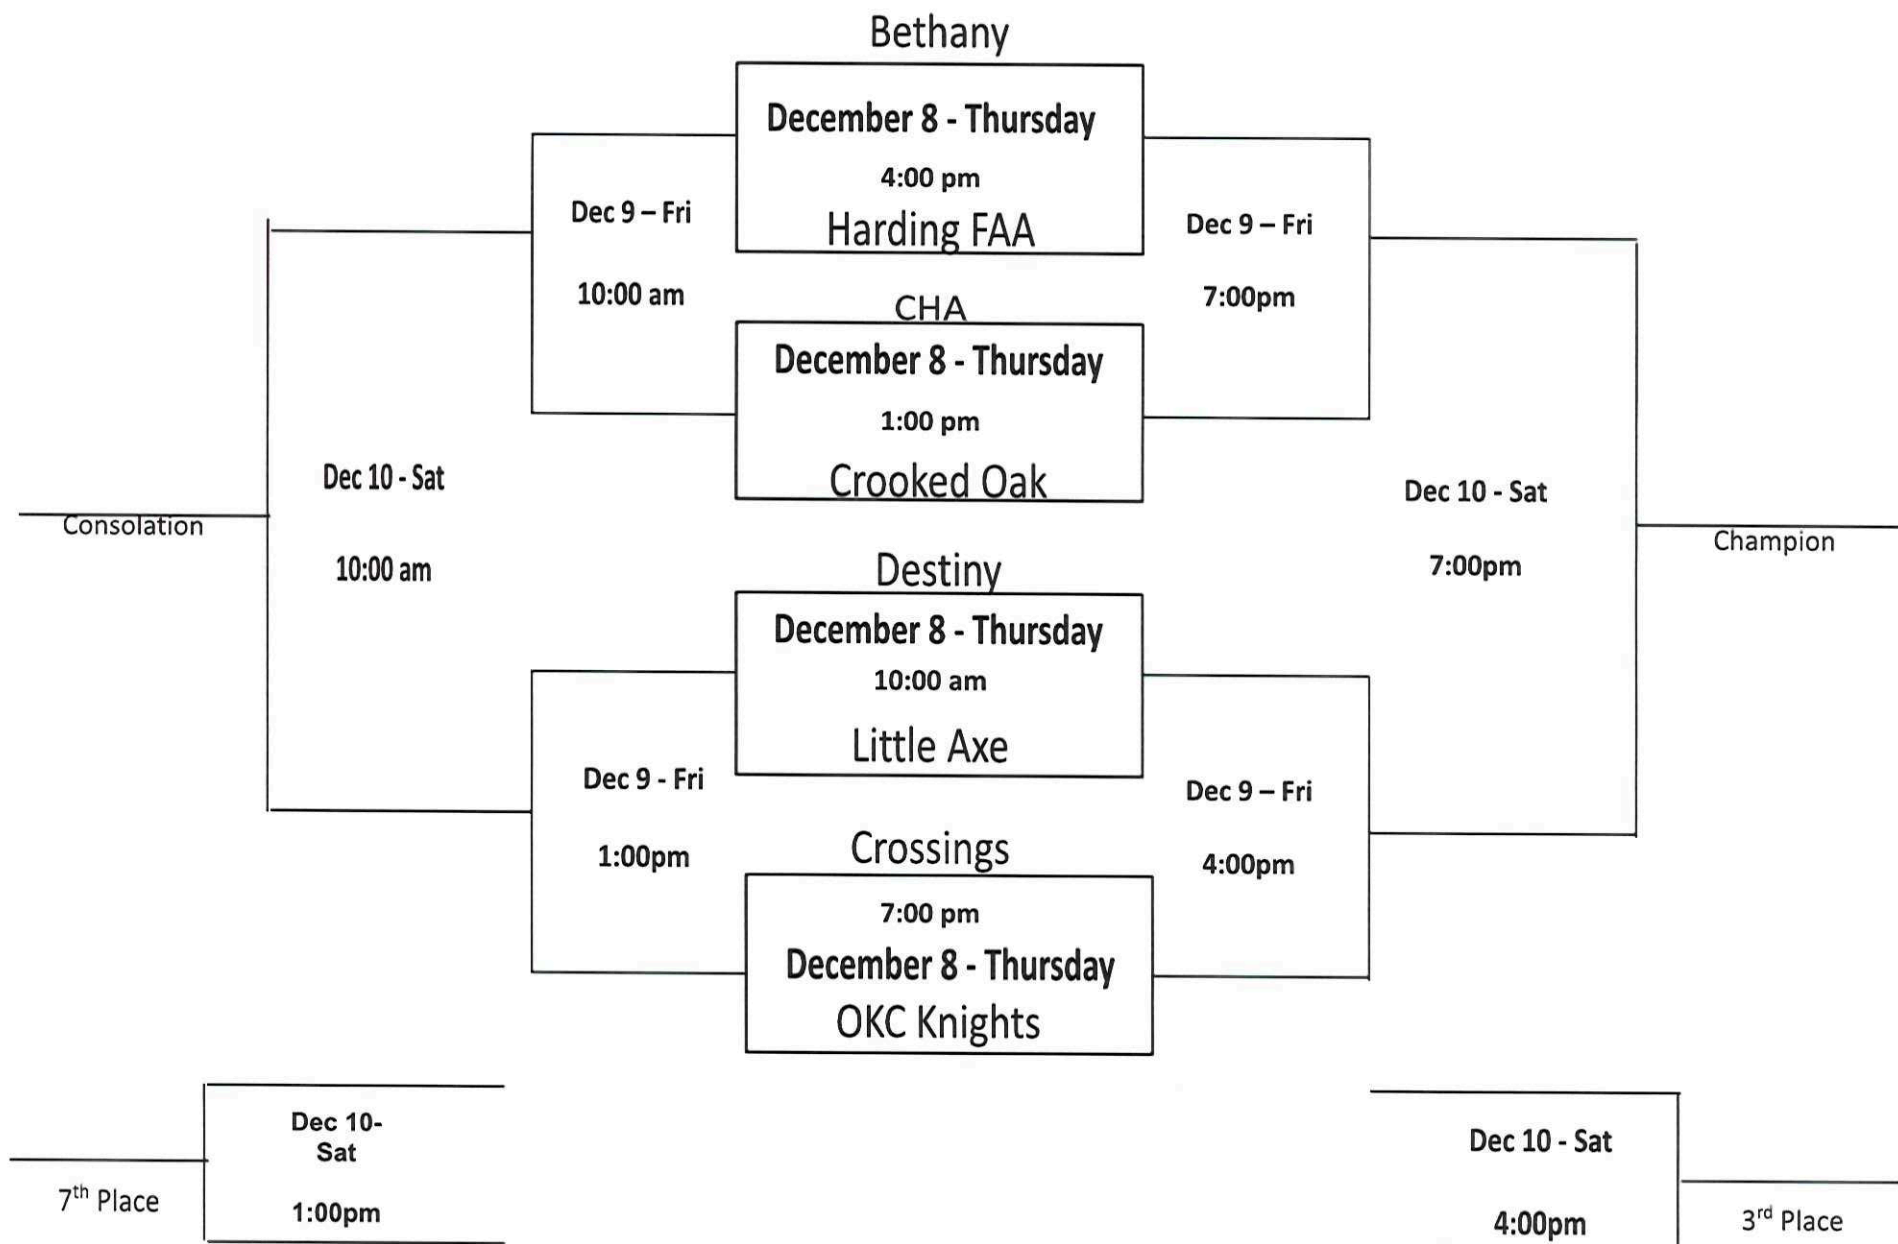 Bethany
December 8 - Thursday
4:00 pm
Harding FAA
Dec 9 – Fri
10:00 am
Dec 9 – Fri
7:00pm
CHA
December 8 - Thursday
1:00 pm
Crooked Oak
Dec 10 - Sat
10:00 am
Consolation
Dec 10 - Sat
7:00pm
Champion
Destiny
December 8 - Thursday
10:00 am
Little Axe
Dec 9 - Fri
1:00pm
Dec 9 – Fri
4:00pm
Crossings
7:00 pm
December 8 - Thursday
OKC Knights
Dec 10-
Sat
1:00pm
7th Place
Dec 10 - Sat
4:00pm
3rd Place